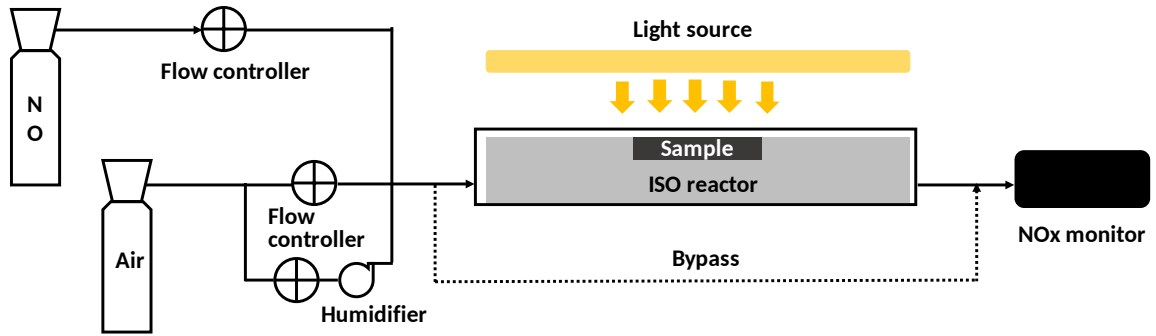 Light source
Flow controller
N
O
Sample
ISO reactor
Flow
controller
NOx monitor
Air
Bypass
Humidifier